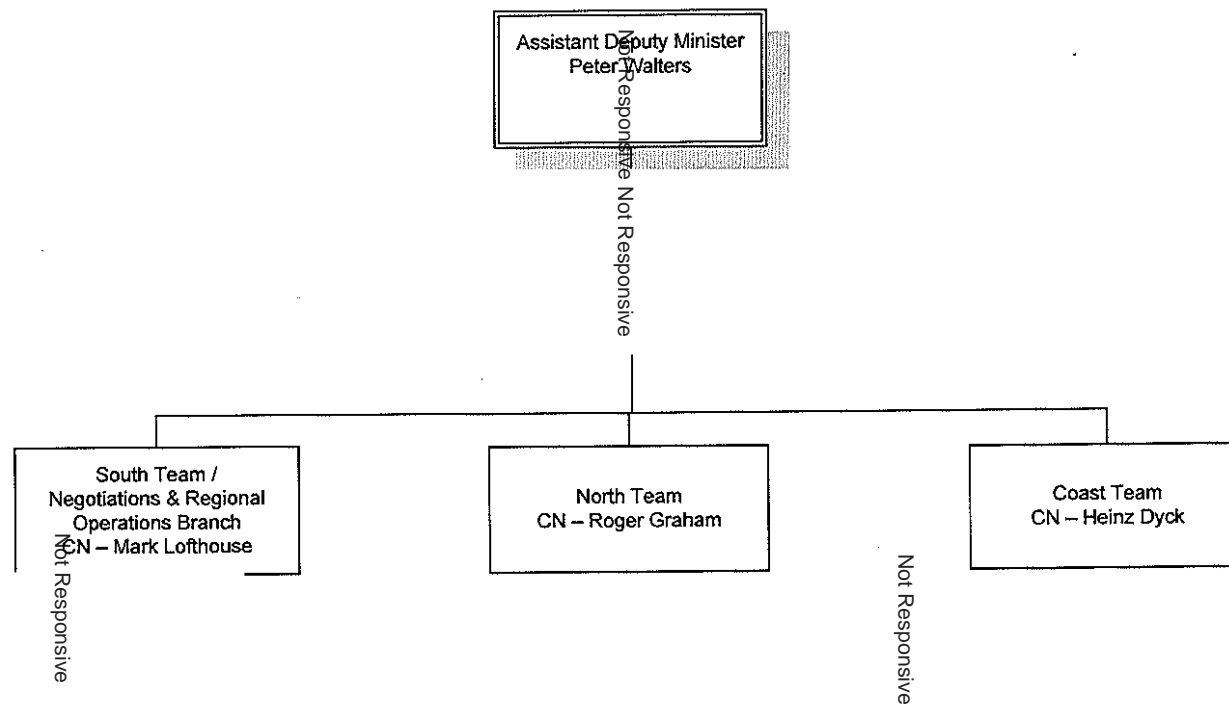 Assistant Deputy Minister
Peter Walters
Not Responsive Not Responsive
South Team /
Negotiations & Regional
Operations Branch
CN – Mark Lofthouse
North Team
CN – Roger Graham
Coast Team
CN – Heinz Dyck
Not Responsive
Not Responsive